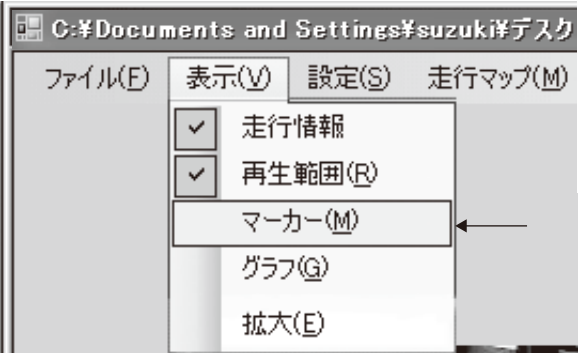 C:¥Documents and Settings¥suzuki¥デスク
ファイル(F) 表示(V) 設定(S) 走行マップ(M)
走行情報
再生範囲(R)
マーカー(M)
グラフ(G)
拡大(E)